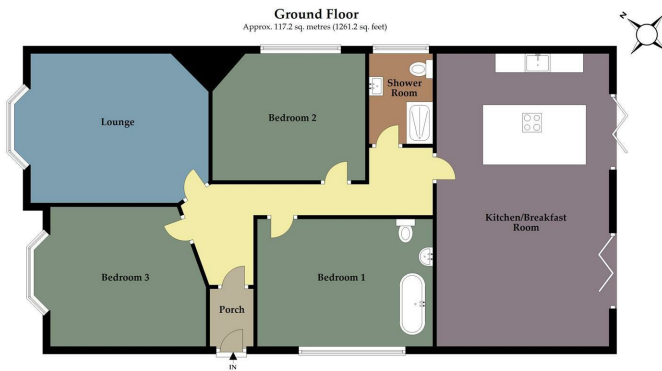 Ground Floor
Approx. 117.2 sq. metres (1261.2 sq. feet)
N
Lounge
Bedroom 2
Shower
Room
Kitchen/Breakfast
Room
Bedroom 3
Bedroom 1
Porch
IN